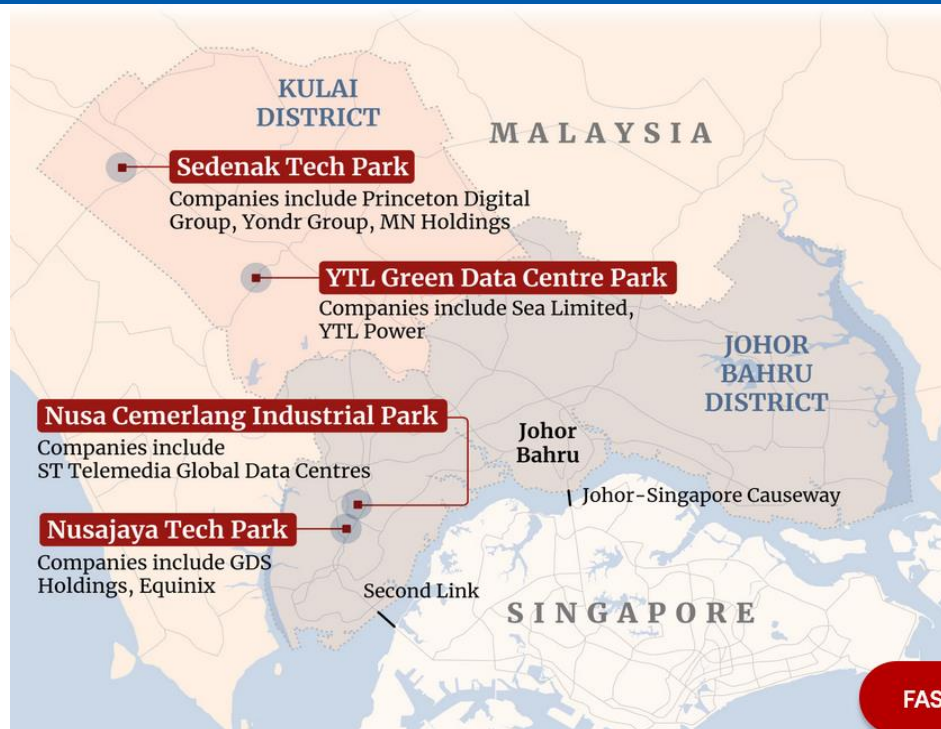 KULAI
DISTRICT
MALAYSIA
Sedenak Tech Park
Companies include Princeton Digital
Group, Yondr Group, MN Holdings
YTL Green Data Centre Park
Companies include Sea Limited,
YTL Power
JOHOR
BAHRU
DISTRICT
Nusa Cemerlang Industrial Park
Companies include
ST Telemedia Global Data Centres
Johor
Bahru
Johor-Singapore Causeway
Nusajaya Tech Park
Companies include GDS
Holdings, Equinix
Second Link
SINGAPORE
FAS